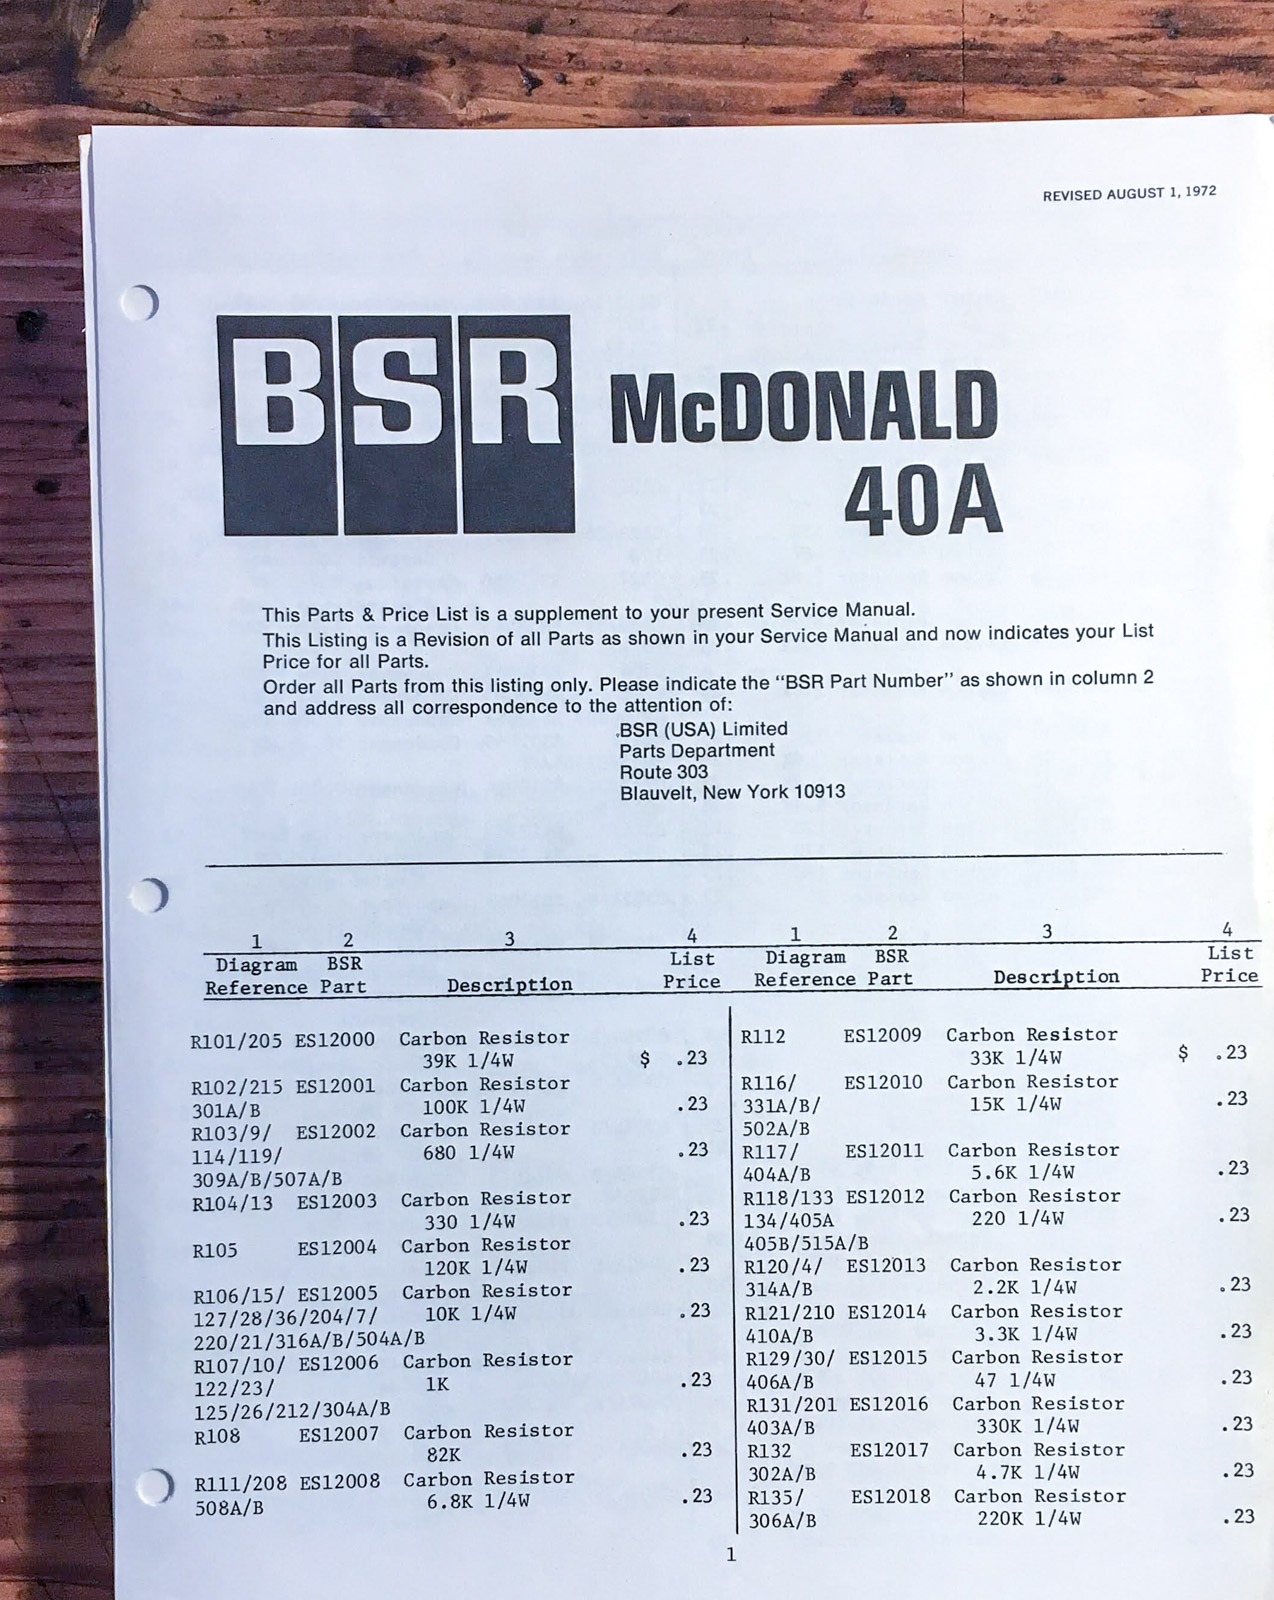 REVISED AUGUST 1, 1972
BSR McDONALD
40A
This Parts & Price List is a supplement to your present Service Manual.
This Listing is a Revision of all Parts as shown in your Service Manual and now indicates your List
Price for all Parts.
Order all Parts from this listing only. Please indicate the “BSR Part Number” as shown in column 2
and address all correspondence to the attention of:
BSR (USA) Limited
Parts Department
Route 303
Blauvelt, New York 10913
1 2 3 4
Diagram BSR List
Reference Part Description Price
R101/205 ES12000 Carbon Resistor
39K 1/4W $ .23
R102/215 ES12001 Carbon Resistor
301A/B 100K 1/4W .23
R103/9/ ES12002 Carbon Resistor
114/119/ 680 1/4W .23
309A/B/507A/B
R104/13 ES12003 Carbon Resistor
330 1/4W .23
R105 ES12004 Carbon Resistor
120K 1/4W .23
R106/15/ ES12005 Carbon Resistor
127/28/36/204/7/ 10K 1/4W .23
220/21/316A/B/504A/B
R107/10/ ES12006 Carbon Resistor
122/23/ 1K .23
125/26/212/304A/B
R108 ES12007 Carbon Resistor
82K .23
R111/208 ES12008 Carbon Resistor
508A/B 6.8K 1/4W .23
1 2 3 4
Diagram BSR List
Reference Part Description Price
R112 ES12009 Carbon Resistor
33K 1/4W $ .23
R116/ ES12010 Carbon Resistor
331A/B/ 15K 1/4W .23
502A/B
R117/ ES12011 Carbon Resistor
404A/B 5.6K 1/4W .23
R118/133 ES12012 Carbon Resistor
134/405A 220 1/4W .23
405B/515A/B
R120/4/ ES12013 Carbon Resistor
314A/B 2.2K 1/4W .23
R121/210 ES12014 Carbon Resistor
410A/B 3.3K 1/4W .23
R129/30/ ES12015 Carbon Resistor
406A/B 47 1/4W .23
R131/201 ES12016 Carbon Resistor
403A/B 330K 1/4W .23
R132 ES12017 Carbon Resistor
302A/B 4.7K 1/4W .23
R135/ ES12018 Carbon Resistor
306A/B 220K 1/4W .23
1